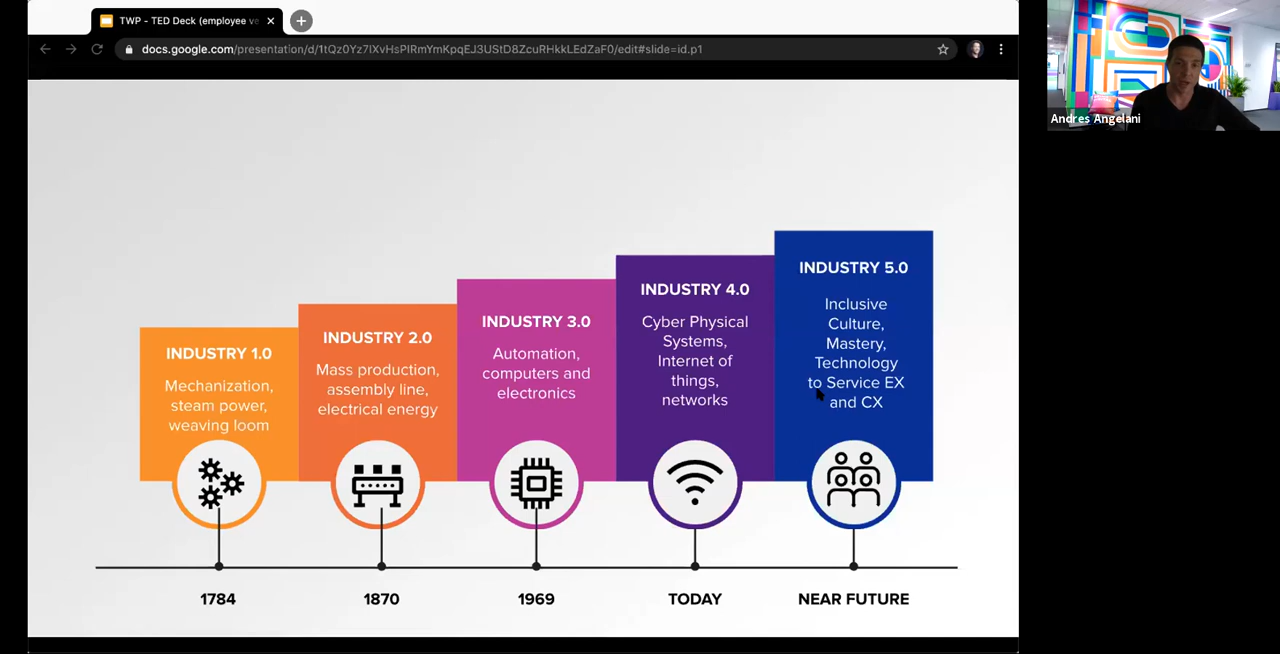 TWP - TED Deck (employee ve
docs.google.com/presentation/d/1tQz0Yz7lXvHsPIRmYmKpqEJ3UStD8ZcuRHkkLEdZaF0/edit#slide=id.p1
Andres Angelani
INDUSTRY 1.0
Mechanization,
steam power,
weaving loom
INDUSTRY 2.0
Mass production,
assembly line,
electrical energy
INDUSTRY 3.0
Automation,
computers and
electronics
INDUSTRY 4.0
Cyber Physical
Systems,
Internet of
things,
networks
INDUSTRY 5.0
Inclusive
Culture,
Mastery,
Technology
to Service EX
and CX
1784
1870
1969
TODAY
NEAR FUTURE